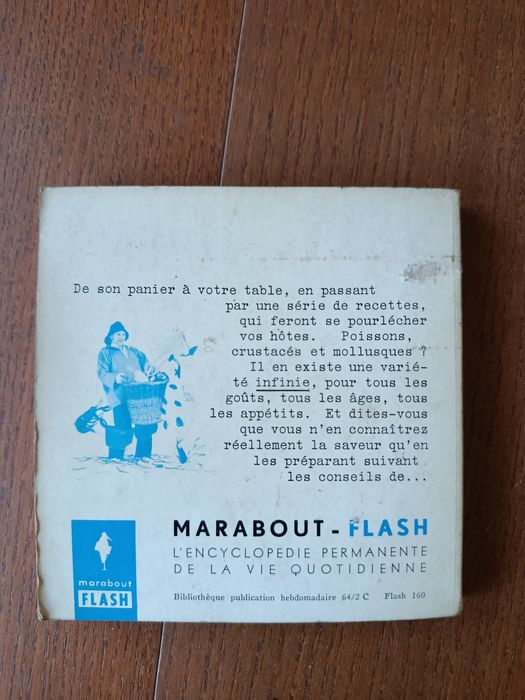 De son panier à votre table, en passant
par une série de recettes,
qui feront se pourlécher
vos hôtes. Poissons,
crustacés et mollusques ?
Il en existe une varié-
té infinie, pour tous les
goûts, tous les âges, tous
les appétits. Et dites-vous
que vous n'en connaîtrez
réellement la saveur qu'en
les préparant suivant
les conseils de...
MARABOUT - FLASH
L'ENCYCLOPEDIE PERMANENTE
DE LA VIE QUOTIDIENNE
marabout
FLASH
Bibliothèque publication hebdomadaire 64/2 C Flash 160